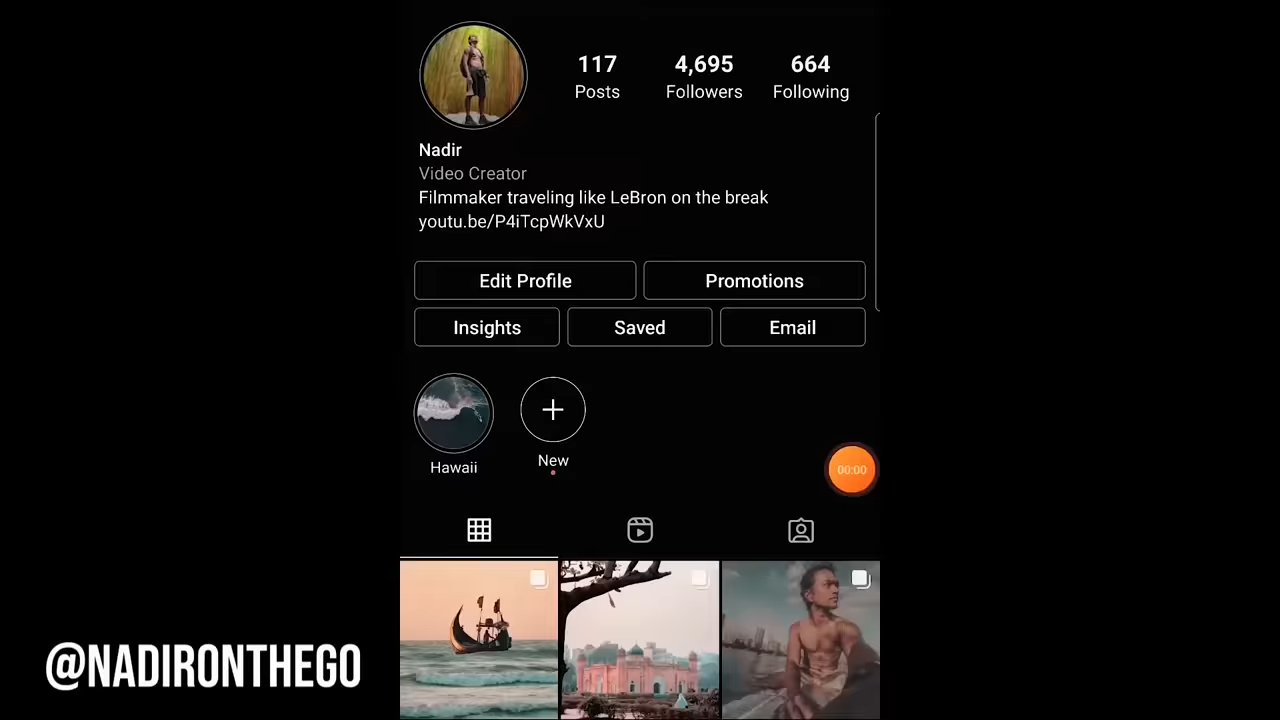 117
Posts
4,695
Followers
664
Following
Nadir
Video Creator
Filmmaker traveling like LeBron on the break
youtu.be/P4iTcpWkVxU
Edit Profile
Promotions
Insights
Saved
Email
Hawaii
New
00:00
@NADIRONTHEGO